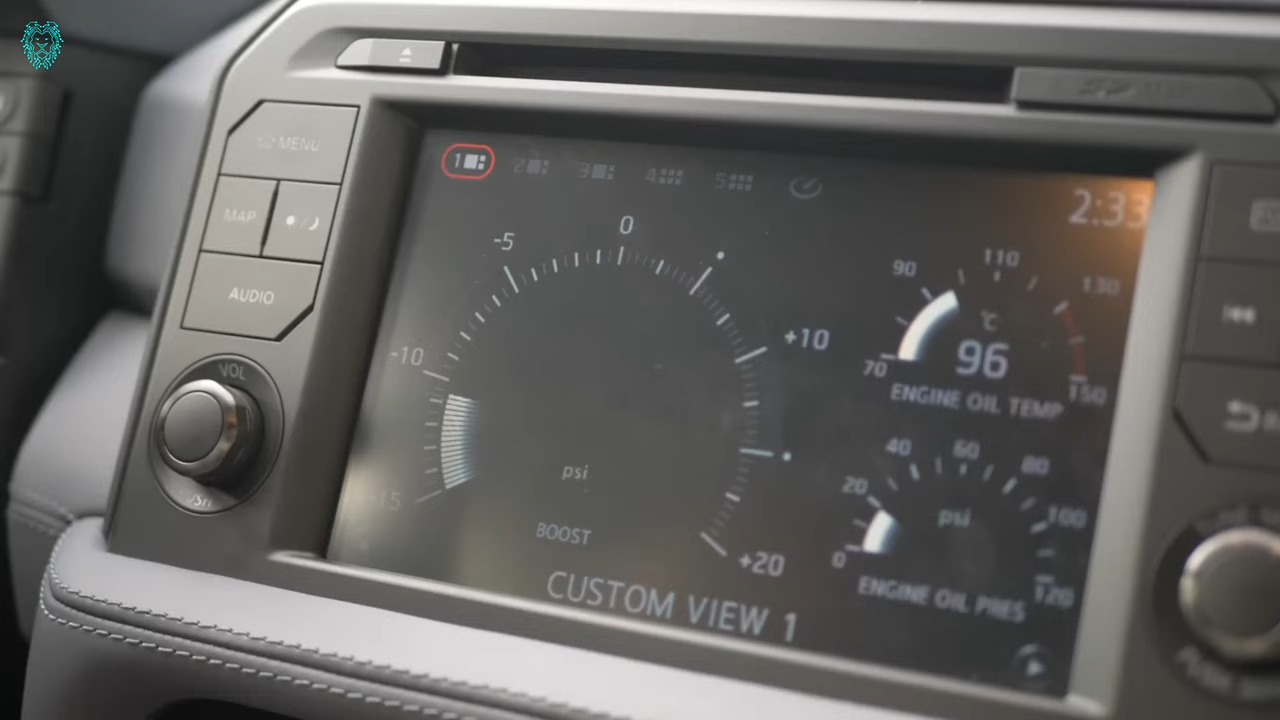 MENU
MAP
AUDIO
VOL
1
2
3
4
5
2:33
-15
-10
-5
0
+10
+20
psi
BOOST
CUSTOM VIEW 1
70
90
110
130
150
°C
96
ENGINE OIL TEMP
0
20
40
60
80
100
120
psi
ENGINE OIL PRES